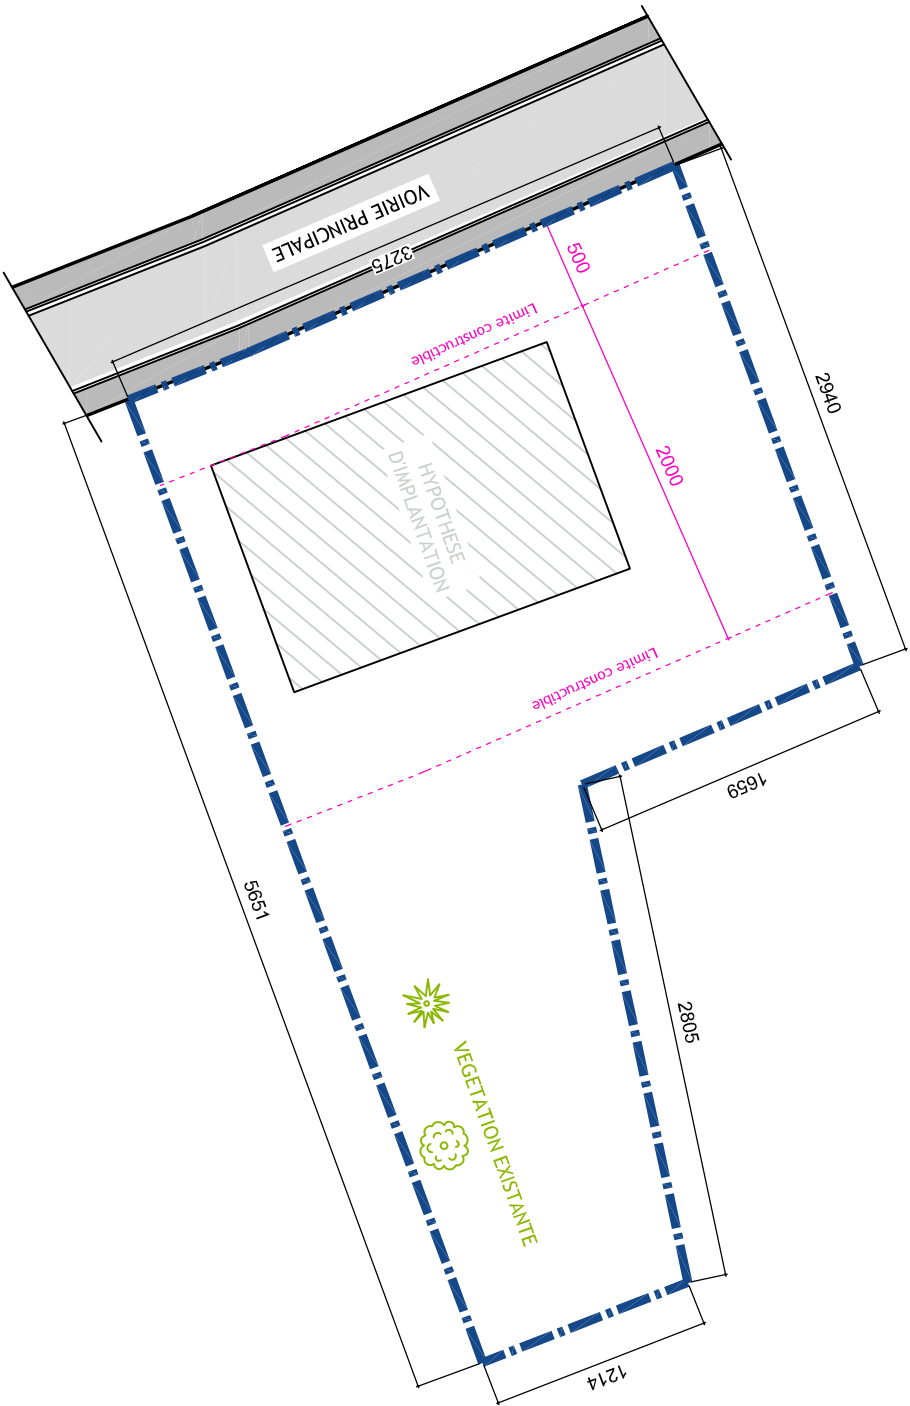 VOIRIE PRINCIPALE
3275
500
Limite constructible
2940
2000
HYPOTHESE
D'IMPLANTATION
Limite constructible
1659
5651
2805
VEGETATION EXISTANTE
1214